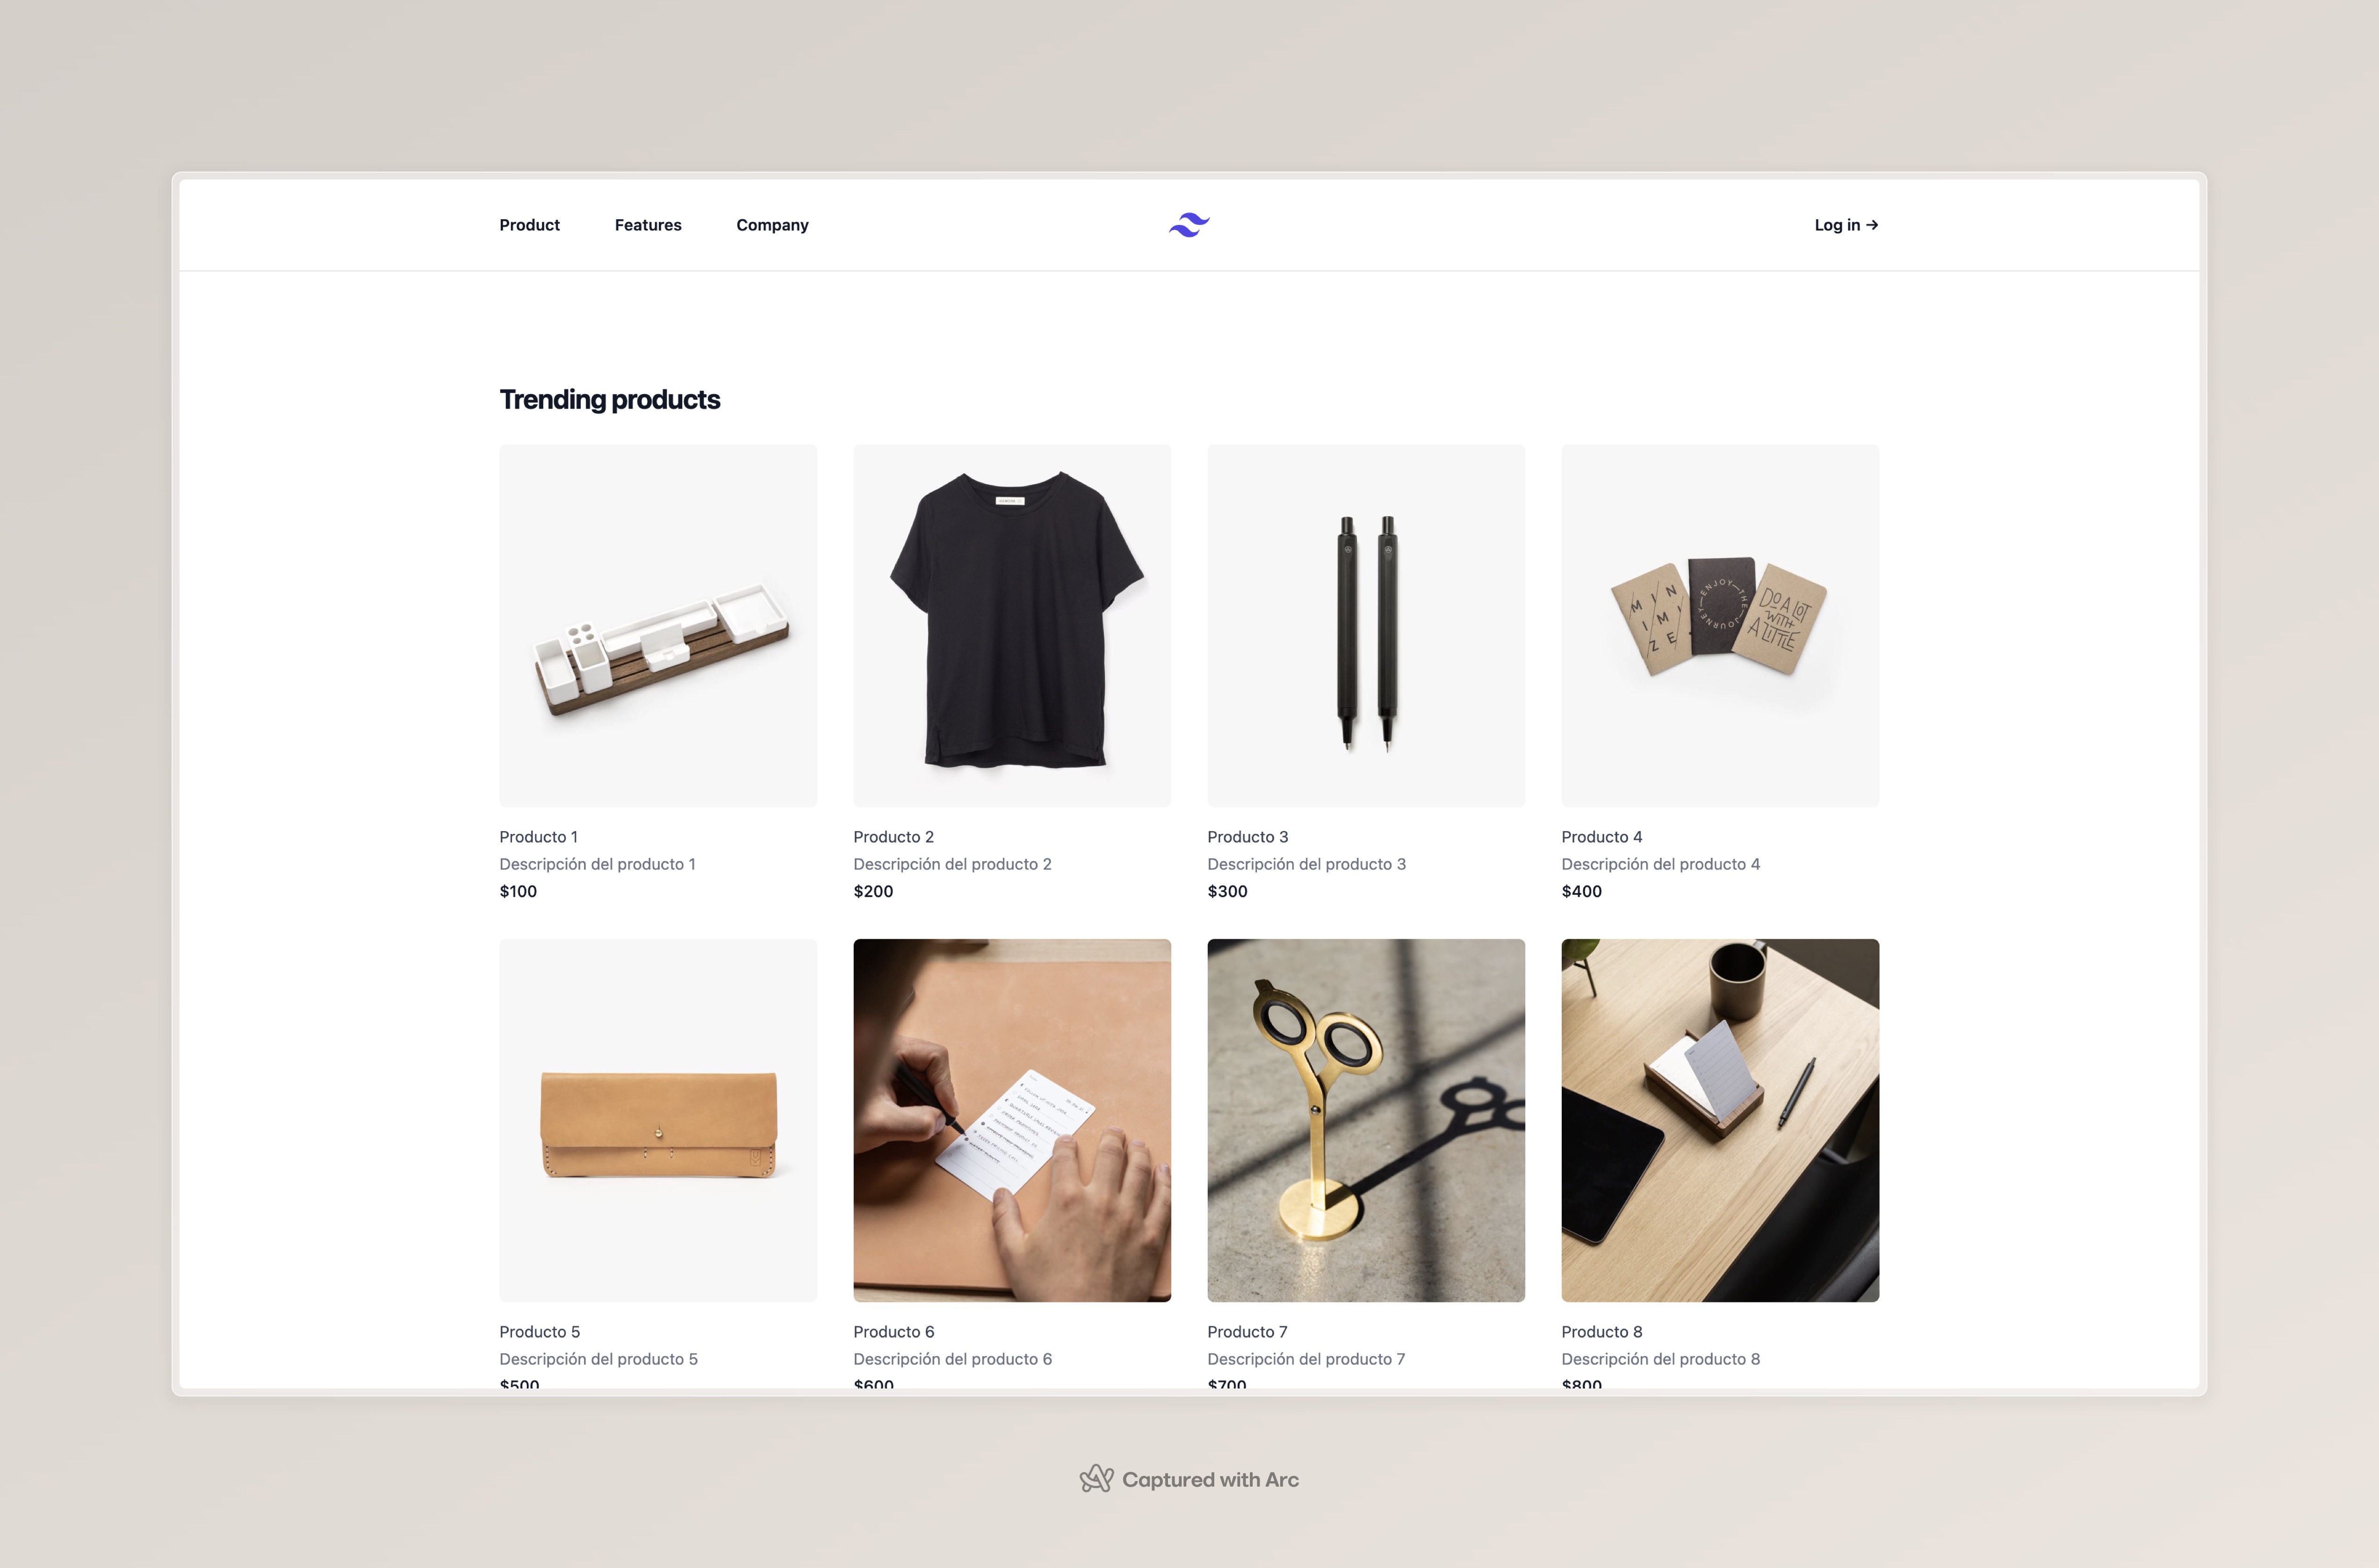 Product
Features
Company
Log in →
Trending products
MINIMIZE.
ENJOY—THE—JOURNEY—
DO A LOT
WITH
A LITTLE
Producto 1
Descripción del producto 1
$100
Producto 2
Descripción del producto 2
$200
Producto 3
Descripción del producto 3
$300
Producto 4
Descripción del producto 4
$400
Producto 5
Descripción del producto 5
$500
Producto 6
Descripción del producto 6
$600
Producto 7
Descripción del producto 7
$700
Producto 8
Descripción del producto 8
$800
Captured with Arc